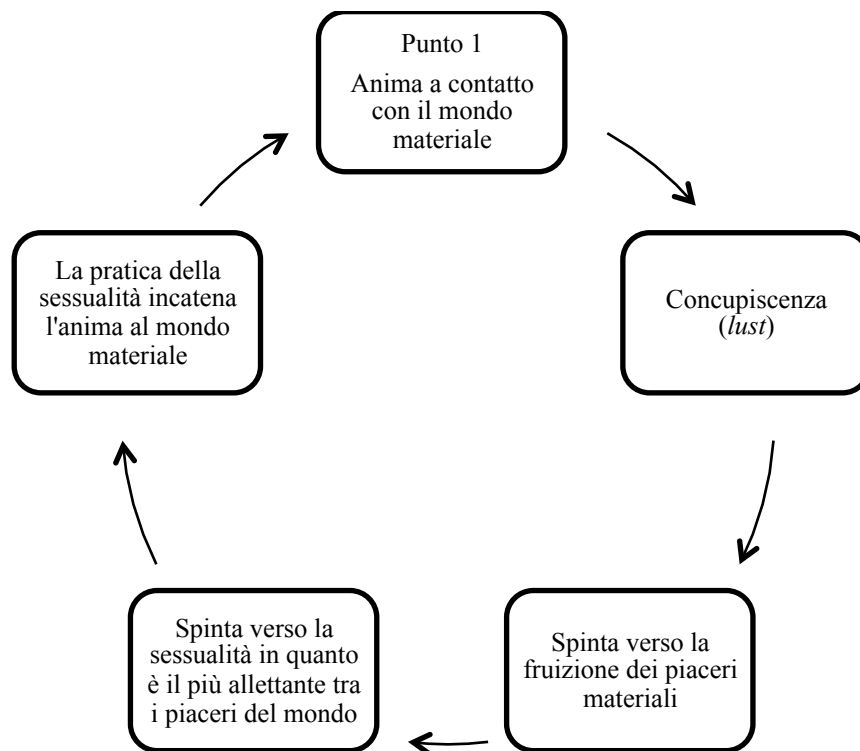 Punto 1
Anima a contatto
con il mondo
materiale
Concupiscenza
(lust)
Spinta verso la
fruizione dei piaceri
materiali
Spinta verso la
sessualità in quanto
è il più allettante tra
i piaceri del mondo
La pratica della
sessualità incatena
l'anima al mondo
materiale